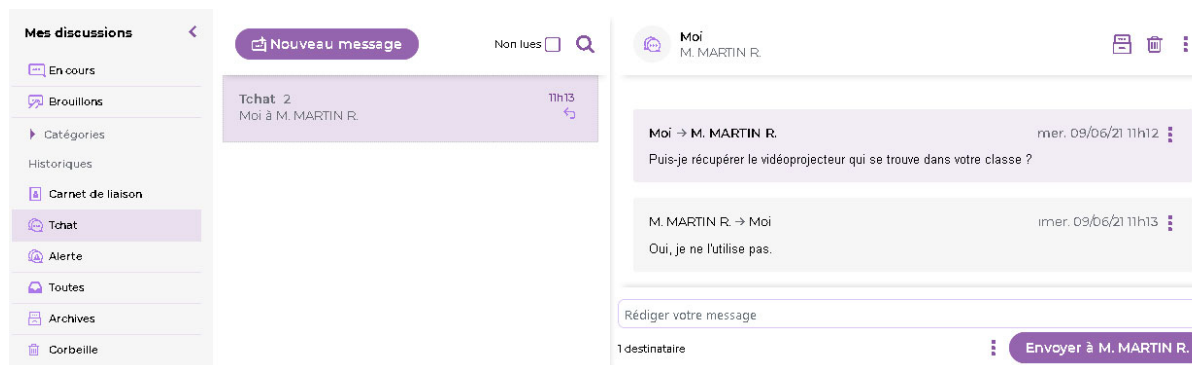 Mes discussions
En cours
Brouillons
Catégories
Historiques
Carnet de liaison
Tchat
Alerte
Toutes
Archives
Corbeille
Nouveau message
Non lues
Tchat 2 11h13
Moi à M. MARTIN R.
Moi
M. MARTIN R.
Moi → M. MARTIN R. mer. 09/06/21 11h12
Puis-je récupérer le vidéoprojecteur qui se trouve dans votre classe ?
M. MARTIN R. → Moi mer. 09/06/21 11h13
Oui, je ne l'utilise pas.
Rédiger votre message
1 destinataire
Envoyer à M. MARTIN R.